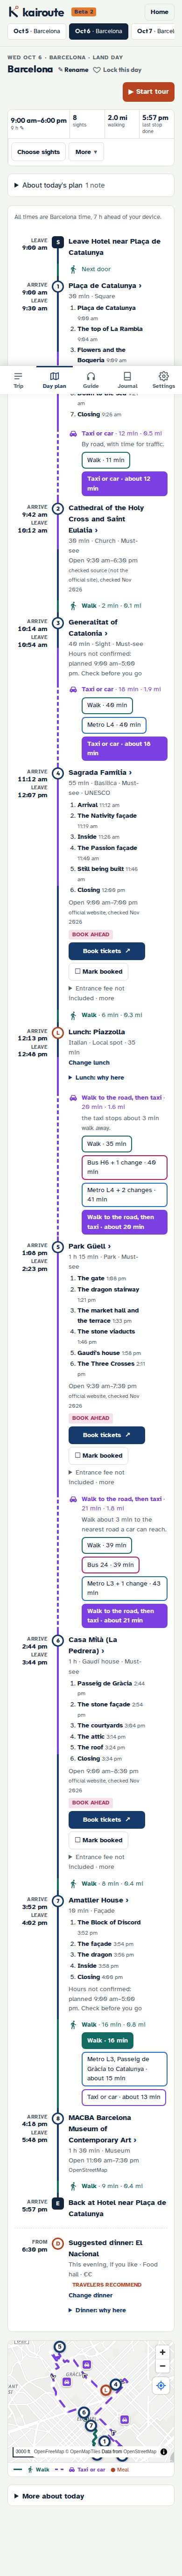 kairoute
Beta 2
Home
Oct 5 · Barcelona
Oct 6 · Barcelona
Oct 7 · Barcel
WED OCT 6 · BARCELONA · LAND DAY
Barcelona
Rename
Lock this day
Start tour
9:00 am–6:00 pm
9 h
8
sights
2.0 mi
walking
5:57 pm
last stop
done
Choose sights
More
About today's plan 1 note
All times are Barcelona time, 7 h ahead of your device.
LEAVE
9:00 am
S
Leave Hotel near Plaça de
Catalunya
Next door
ARRIVE
9:00 am
LEAVE
9:30 am
1
Plaça de Catalunya ›
30 min · Square
1. Plaça de Catalunya
9:00 am
2. The top of La Rambla
9:04 am
3. Flowers and the
Boqueria 9:09 am
Trip
Day plan
Guide
Journal
Settings
am
7. Closing 9:26 am
Taxi or car · 12 min · 0.5 mi
By road, with time for traffic.
Walk · 11 min
Taxi or car · about 12
min
ARRIVE
9:42 am
LEAVE
10:12 am
2
Cathedral of the Holy
Cross and Saint
Eulalia ›
30 min · Church · Must-
see
Open 9:30 am–6:30 pm
checked source (not the
official site), checked Nov
2026
Walk · 2 min · 0.1 mi
ARRIVE
10:14 am
LEAVE
10:54 am
3
Generalitat of
Catalonia ›
40 min · Sight · Must-see
Hours not confirmed:
planned 9:00 am–5:00
pm. Check before you go
Taxi or car · 18 min · 1.9 mi
Walk · 40 min
Metro L4 · 40 min
Taxi or car · about 18
min
ARRIVE
11:12 am
LEAVE
12:07 pm
4
Sagrada Família ›
55 min · Basilica · Must-
see · UNESCO
1. Arrival 11:12 am
2. The Nativity façade
11:19 am
3. Inside 11:26 am
4. The Passion façade
11:40 am
5. Still being built 11:46
am
6. Closing 12:00 pm
Open 9:00 am–7:00 pm
official website, checked Nov
2026
BOOK AHEAD
Book tickets ↗
Mark booked
Entrance fee not
included · more
Walk · 6 min · 0.3 mi
ARRIVE
12:13 pm
LEAVE
12:48 pm
L
Lunch: Piazzolla
Italian · Local spot · 35
min
Change lunch
Lunch: why here
Walk to the road, then taxi ·
20 min · 1.6 mi
the taxi stops about 3 min
walk away.
Walk · 35 min
Bus H6 + 1 change · 40
min
Metro L4 + 2 changes ·
41 min
Walk to the road, then
taxi · about 20 min
ARRIVE
1:08 pm
LEAVE
2:23 pm
5
Park Güell ›
1 h 15 min · Park · Must-
see
1. The gate 1:08 pm
2. The dragon stairway
1:21 pm
3. The market hall and
the terrace 1:33 pm
4. The stone viaducts
1:46 pm
5. Gaudí's house 1:58 pm
6. The Three Crosses 2:11
pm
Open 9:30 am–7:30 pm
official website, checked Nov
2026
BOOK AHEAD
Book tickets ↗
Mark booked
Entrance fee not
included · more
Walk to the road, then taxi ·
21 min · 1.8 mi
Walk about 3 min to the
nearest road a car can reach.
Walk · 39 min
Bus 24 · 39 min
Metro L3 + 1 change · 43
min
Walk to the road, then
taxi · about 21 min
ARRIVE
2:44 pm
LEAVE
3:44 pm
6
Casa Milà (La
Pedrera) ›
1 h · Gaudí house · Must-
see
1. Passeig de Gràcia 2:44
pm
2. The stone façade 2:54
pm
3. The courtyards 3:04 pm
4. The attic 3:14 pm
5. The roof 3:24 pm
6. Closing 3:34 pm
Open 9:00 am–8:30 pm
official website, checked Nov
2026
BOOK AHEAD
Book tickets ↗
Mark booked
Entrance fee not
included · more
Walk · 8 min · 0.4 mi
ARRIVE
3:52 pm
LEAVE
4:02 pm
7
Amatller House ›
10 min · Façade
1. The Block of Discord
3:52 pm
2. The façade 3:54 pm
3. The dragon 3:56 pm
4. Inside 3:58 pm
5. Closing 4:00 pm
Hours not confirmed:
planned 9:00 am–5:00
pm. Check before you go
Walk · 16 min · 0.8 mi
Walk · 16 min
Metro L3, Passeig de
Gràcia to Catalunya ·
about 15 min
Taxi or car · about 13 min
ARRIVE
4:18 pm
LEAVE
5:48 pm
8
MACBA Barcelona
Museum of
Contemporary Art ›
1 h 30 min · Museum
Open 11:00 am–7:30 pm
OpenStreetMap
Walk · 9 min · 0.4 mi
ARRIVE
5:57 pm
E
Back at Hotel near Plaça de
Catalunya
FROM
6:30 pm
D
Suggested dinner: El
Nacional
This evening, if you like · Food
hall · €€
TRAVELERS RECOMMEND
Change dinner
Dinner: why here
5
L
4
6
7
1
+
−
3000 ft
OpenFreeMap © OpenMapTiles Data from OpenStreetMap
Walk
Taxi or car
Meal
More about today